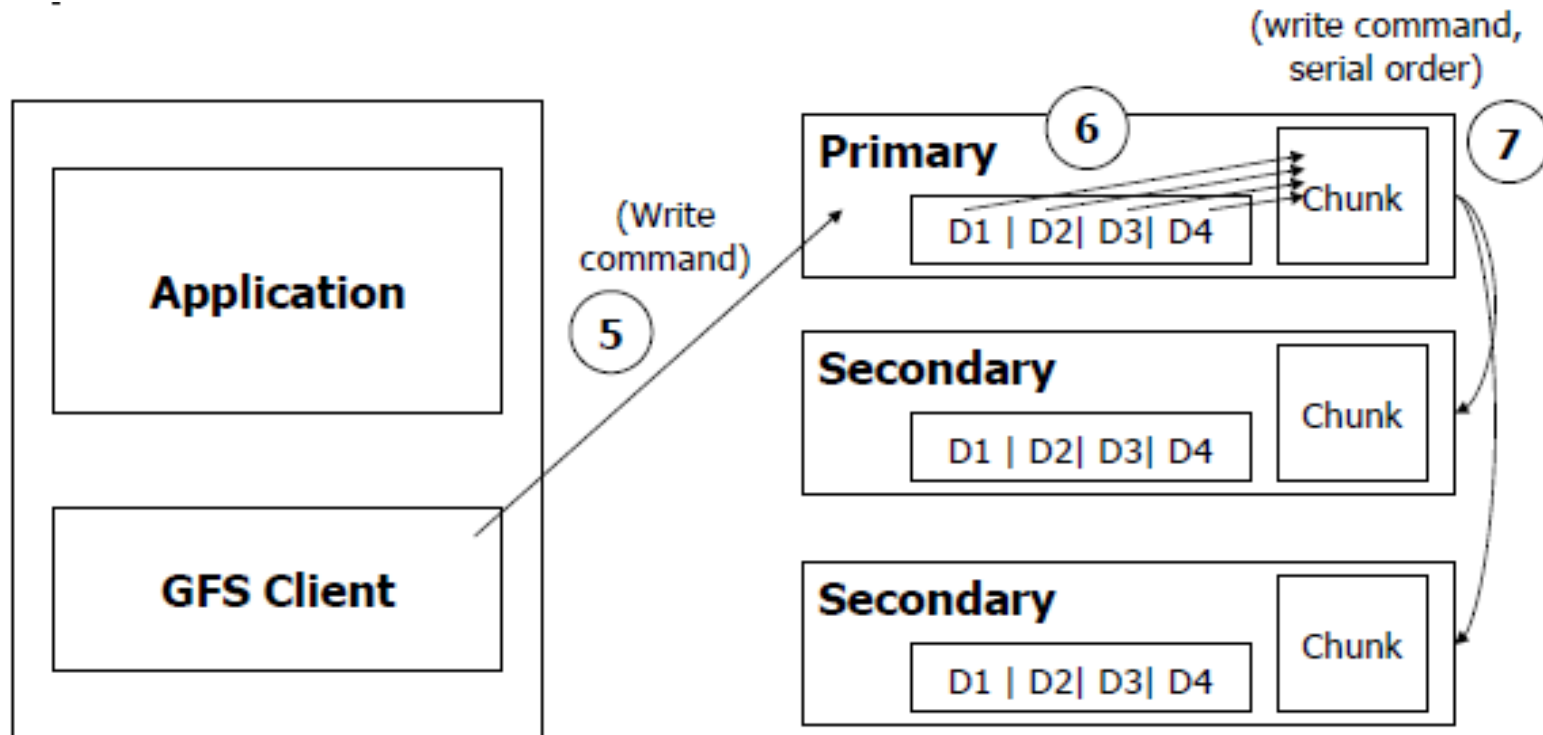 (write command,
serial order)
6
7
Primary
Chunk
D1 | D2| D3| D4
(Write
command)
5
Application
Secondary
Chunk
D1 | D2| D3| D4
GFS Client
Secondary
Chunk
D1 | D2| D3| D4